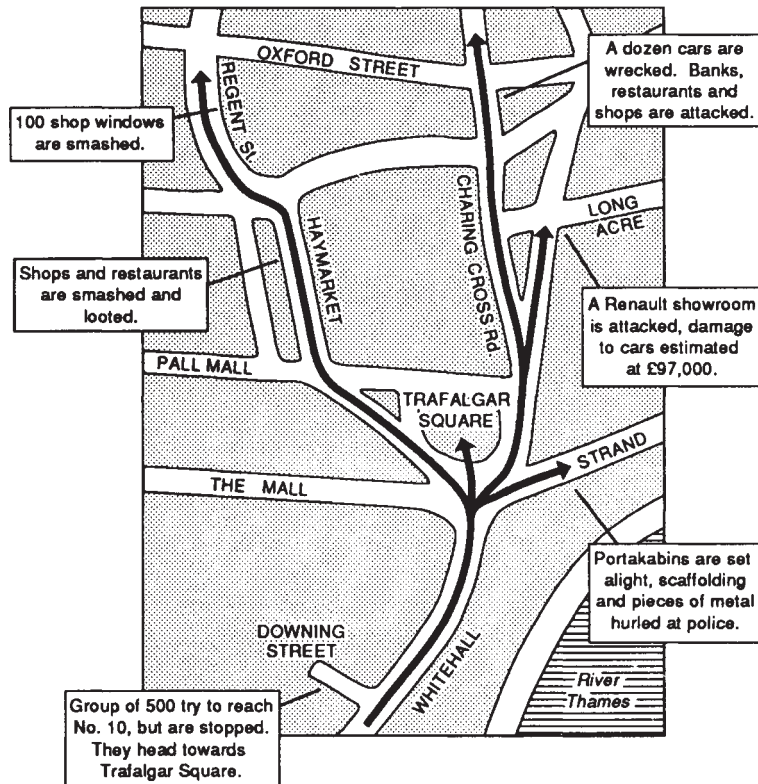 OXFORD STREET
A dozen cars are
wrecked. Banks,
restaurants and
shops are attacked.
REGENT St.
100 shop windows
are smashed.
CHARING CROSS Rd.
LONG
ACRE
HAYMARKET
Shops and restaurants
are smashed and
looted.
A Renault showroom
is attacked, damage
to cars estimated
at £97,000.
PALL MALL
TRAFALGAR
SQUARE
STRAND
THE MALL
Portakabins are set
alight, scaffolding
and pieces of metal
hurled at police.
DOWNING
STREET
WHITEHALL
River
Thames
Group of 500 try to reach
No. 10, but are stopped.
They head towards
Trafalgar Square.